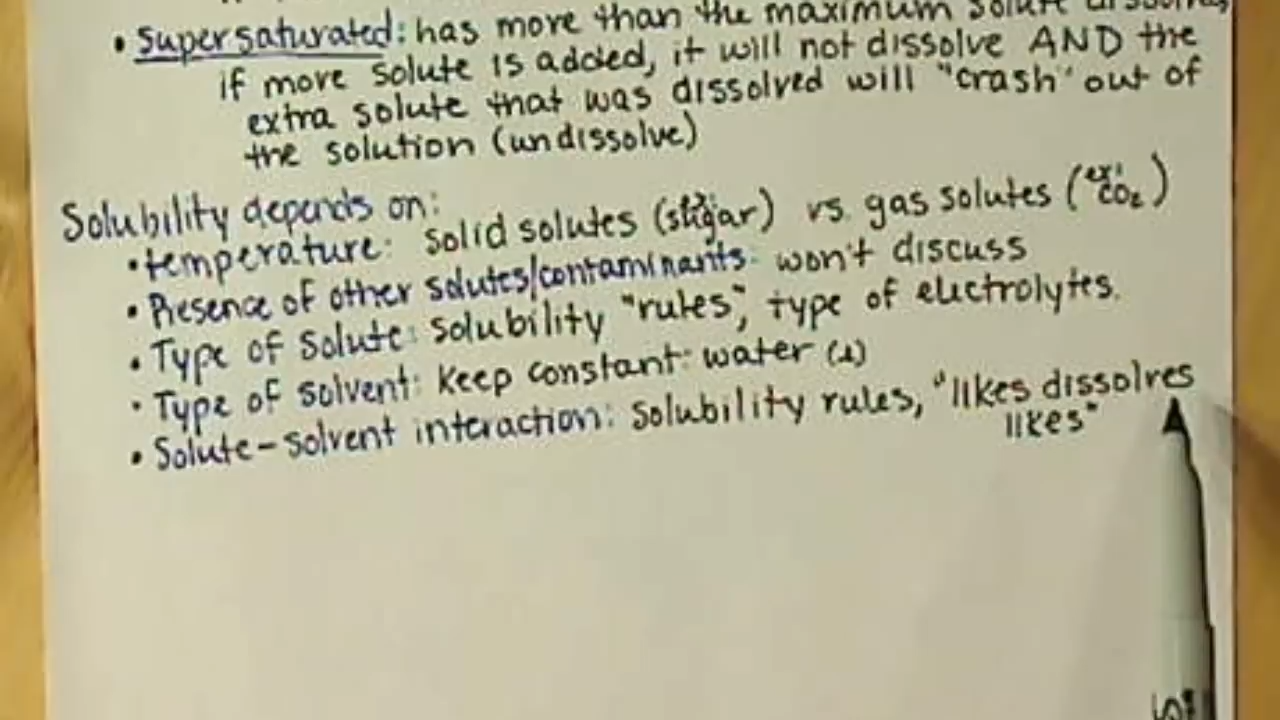 • Supersaturated: has more than the maximum solute
if more solute is added, it will not dissolve AND the
extra solute that was dissolved will "crash" out of
the solution (undissolve)
Solubility depends on:
• temperature: solid solutes (ex: sugar) vs. gas solutes (ex: CO2)
• Presence of other solutes/contaminants: won't discuss
• Type of Solute: solubility "rules", type of electrolytes.
• Type of solvent: Keep constant: water (l)
• Solute-solvent interaction: Solubility rules, "likes dissolves
likes"